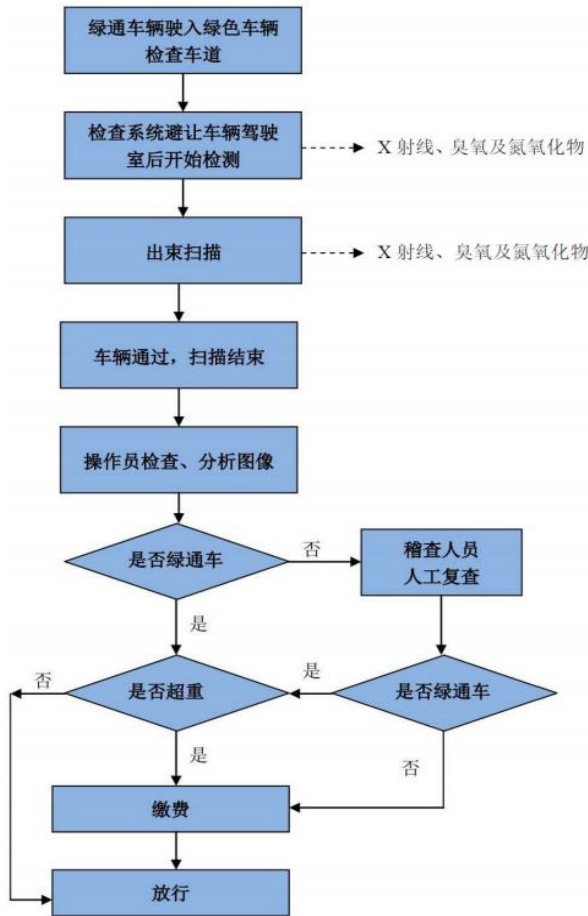 绿通车辆驶入绿色车辆
检查车道
检查系统避让车辆驾驶
室后开始检测
X 射线、臭氧及氮氧化物
出束扫描
X 射线、臭氧及氮氧化物
车辆通过，扫描结束
操作员检查、分析图像
是否绿通车
否
稽查人员
人工复查
是
否
是否超重
是
是否绿通车
是
否
缴费
放行